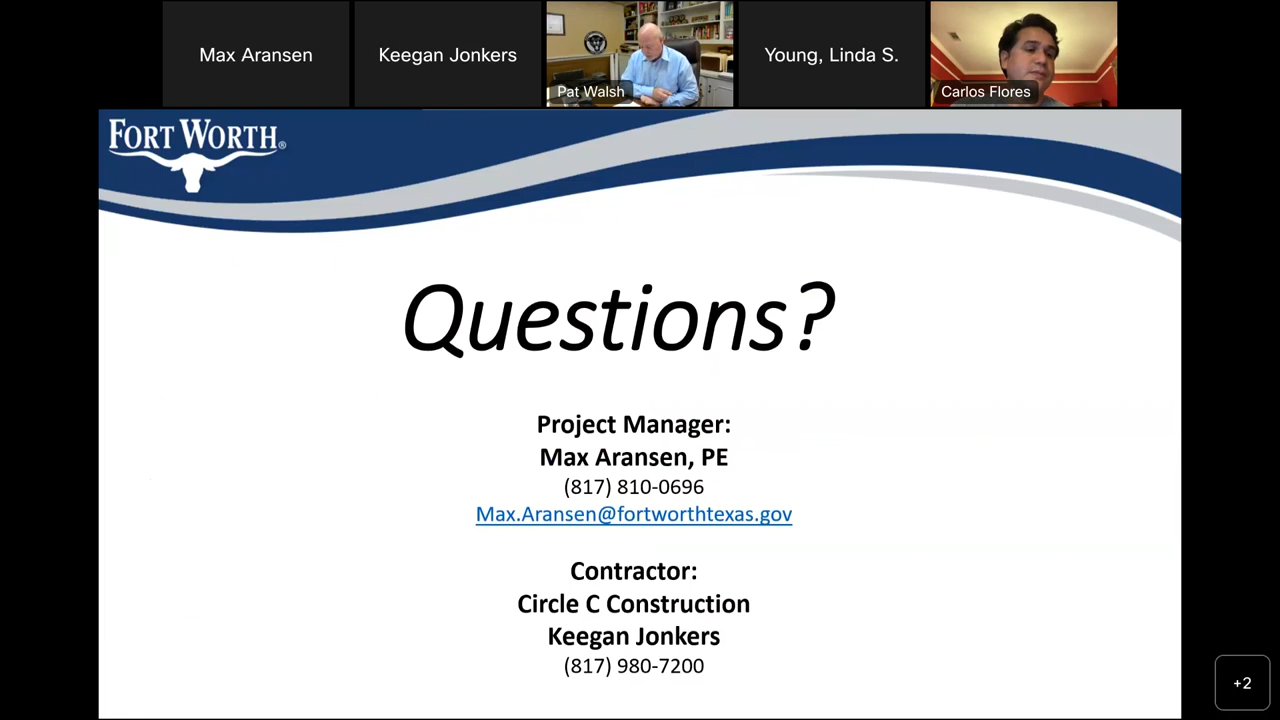 Max Aransen
Keegan Jonkers
Pat Walsh
Young, Linda S.
Carlos Flores
FORT WORTH®
Questions?
Project Manager:
Max Aransen, PE
(817) 810-0696
Max.Aransen@fortworthtexas.gov
Contractor:
Circle C Construction
Keegan Jonkers
(817) 980-7200
+2